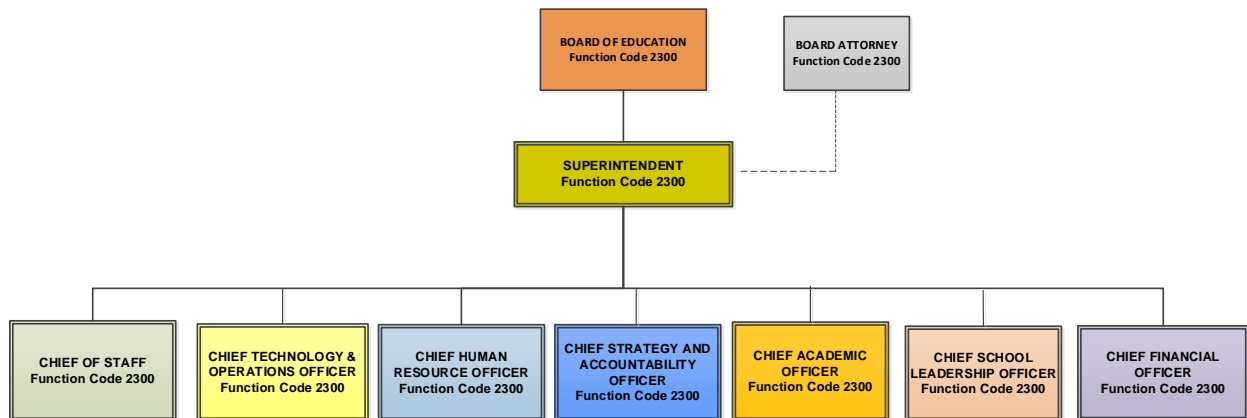 BOARD OF EDUCATION
Function Code 2300
BOARD ATTORNEY
Function Code 2300
SUPERINTENDENT
Function Code 2300
CHIEF OF STAFF
Function Code 2300
CHIEF TECHNOLOGY &
OPERATIONS OFFICER
Function Code 2300
CHIEF HUMAN
RESOURCE OFFICER
Function Code 2300
CHIEF STRATEGY AND
ACCOUNTABILITY
OFFICER
Function Code 2300
CHIEF ACADEMIC
OFFICER
Function Code 2300
CHIEF SCHOOL
LEADERSHIP OFFICER
Function Code 2300
CHIEF FINANCIAL
OFFICER
Function Code 2300